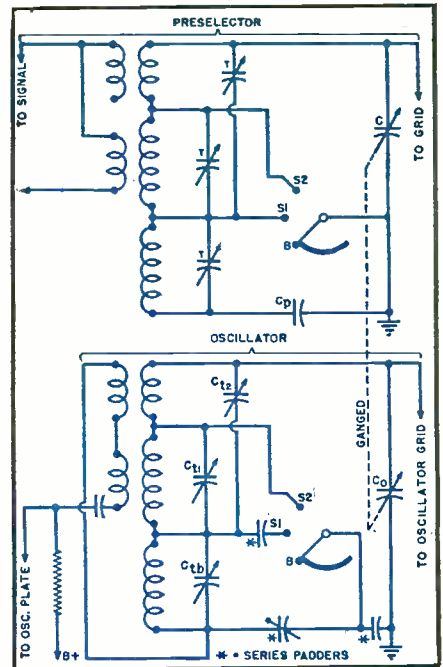 PRESELECTOR
TO SIGNAL
T
C
TO GRID
T
S2
S1
B
T
Cp
OSCILLATOR
Ct2
GANGED
Ct1
S2
Co
TO OSCILLATOR GRID
* S1
B
Ctb
*
*
TO OSC. PLATE
B+
* = SERIES PADDERS